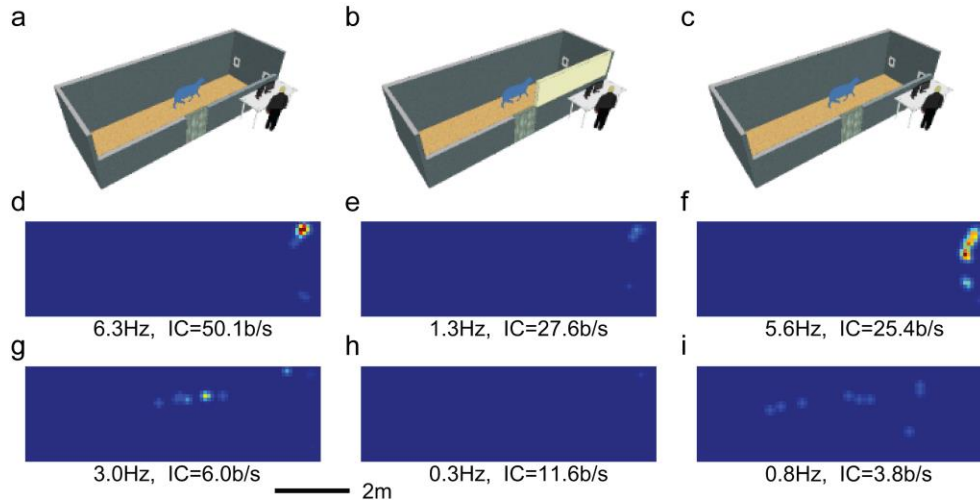 a b c
d e f
6.3Hz, IC=50.1b/s 1.3Hz, IC=27.6b/s 5.6Hz, IC=25.4b/s
g h i
3.0Hz, IC=6.0b/s 0.3Hz, IC=11.6b/s 0.8Hz, IC=3.8b/s
2m